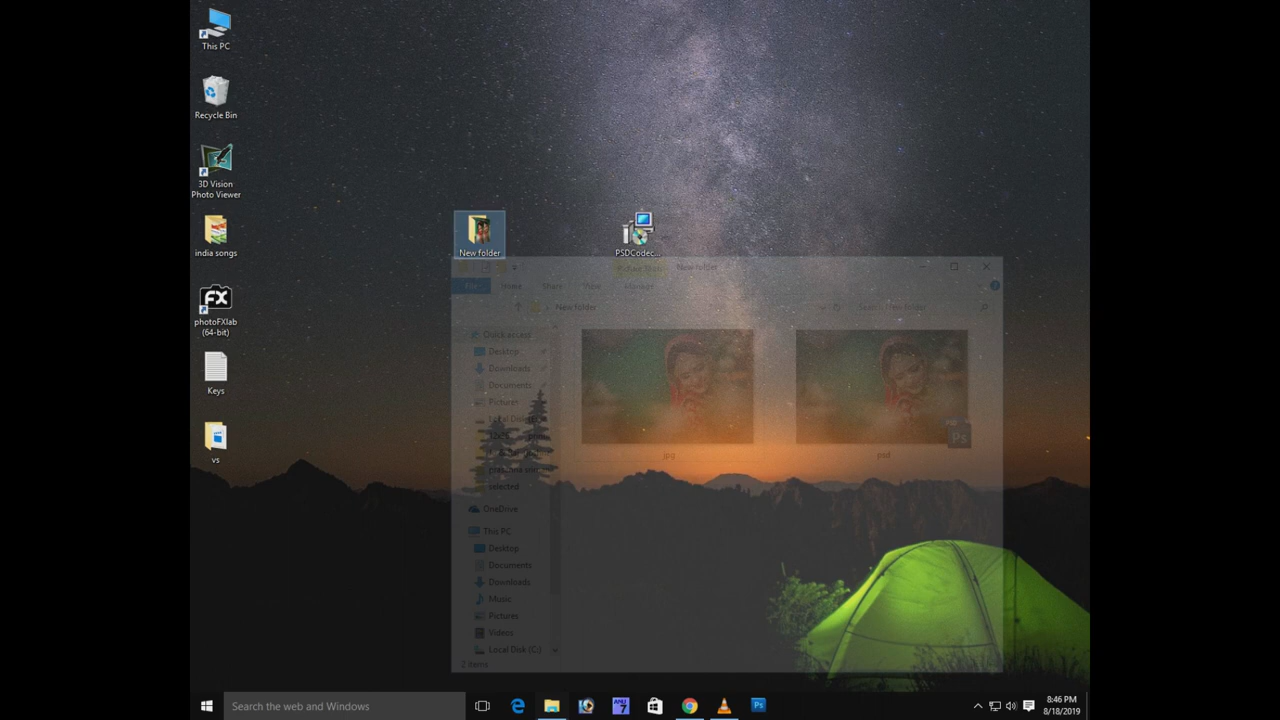 This PC
Recycle Bin
3D Vision
Photo Viewer
india songs
photoFXlab
(64-bit)
Keys
vs
New folder
PSDCodec...
New folder
File
Home
Share
View
Manage
New folder
Quick access
Desktop
Downloads
Documents
Pictures
selected
OneDrive
This PC
Desktop
Documents
Downloads
Music
Pictures
Videos
Local Disk (C:)
jpg
psd
PSD
Ps
2 items
Search the web and Windows
Ps
8:46 PM
8/18/2019